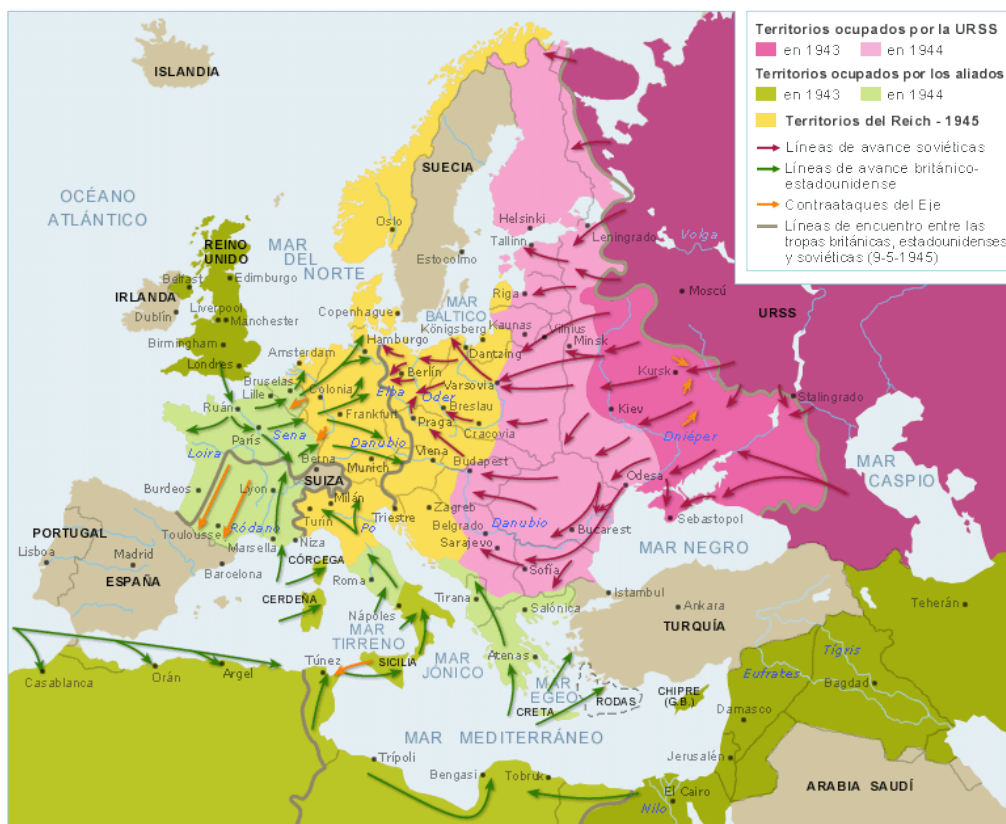 Territorios ocupados por la URSS
en 1943 en 1944
Territorios ocupados por los aliados
en 1943 en 1944
Territorios del Reich - 1945
Líneas de avance soviéticas
Líneas de avance británico-
estadounidense
Contraataques del Eje
Líneas de encuentro entre las
tropas británicas, estadounidenses
y soviéticas (9-5-1945)
ISLANDIA
SUECIA
OCÉANO
ATLÁNTICO
Helsinki
Oslo
Leningrado
Volga
REINO
UNIDO
MAR
DEL
NORTE
Tallinn
Estocolmo
Belfast
Edimburgo
Riga
Moscú
IRLANDA
MAR
BÁLTICO
URSS
Dublín
Liverpool
Manchester
Copenhague
Königsberg
Kaunas
Vilnius
Birmingham
Hamburgo
Dantzing
Minsk
Londres
Amsterdam
Berlín
Kursk
Bruselas
Lille
Colonia
Elba
Oder
Varsovia
Stalingrado
Ruán
Frankfurt
Breslau
Kiev
París
Sena
Praga
Cracovia
Dniéper
Loira
Danubio
Viena
Berna
Munich
Budapest
MAR
CASPIO
SUIZA
Odesa
Burdeos
Lyon
Milán
Zagreb
Turín
Po
Triestre
Belgrado
Danubio
Bucarest
Sebastopol
PORTUGAL
Toulousse
Ródano
Niza
Sarajevo
MAR NEGRO
Lisboa
Madrid
Marsella
CÓRCEGA
Sofía
ESPAÑA
Barcelona
Roma
Istambul
CERDEÑA
Tirana
Ankara
Teherán
Nápoles
Salónica
TURQUÍA
MAR
TIRRENO
Túnez
SICILIA
MAR
JÓNICO
Atenas
Tigris
Casablanca
Orán
Argel
MAR
EGEO
Eufrates
Bagdad
RODAS
CHIPRE
(G.B.)
CRETA
Damasco
MAR MEDITERRÁNEO
Trípoli
Jerusalén
Bengasi
Tobruk
ARABIA SAUDÍ
El Cairo
Nilo